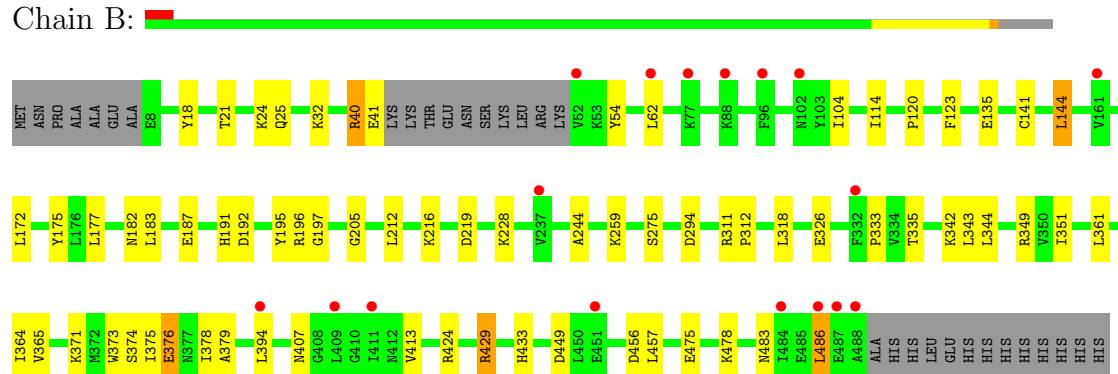 Chain B:
MET ASN PRO ALA ALA GLU ALA E8 Y18 T21 K24 Q25 K32 R40 E41 LYS LYS THR GLU ASN SER LYS LEU ARG LYS V52 K53 Y54 L62 K77 K88 F96 N102 Y103 I104 I114 P120 F123 E135 C141 L144 V161
L172 Y175 L176 L177 N182 L183 E187 H191 D192 Y195 R196 G197 G205 L212 K216 D219 K228 V237 A244 K259 S275 D294 R311 P312 L318 E326 F332 P333 V334 T335 K342 L343 L344 R349 V350 I351 L361
I364 V365 K371 W372 W373 S374 I375 E376 N377 I378 A379 L394 N407 G408 L409 G410 I411 N412 V413 R424 R429 H433 D449 L450 E451 D456 L457 E475 K478 N483 I484 E485 L486 E487 A488 ALA HIS HIS LEU GLU HIS HIS HIS HIS HIS HIS HIS HIS